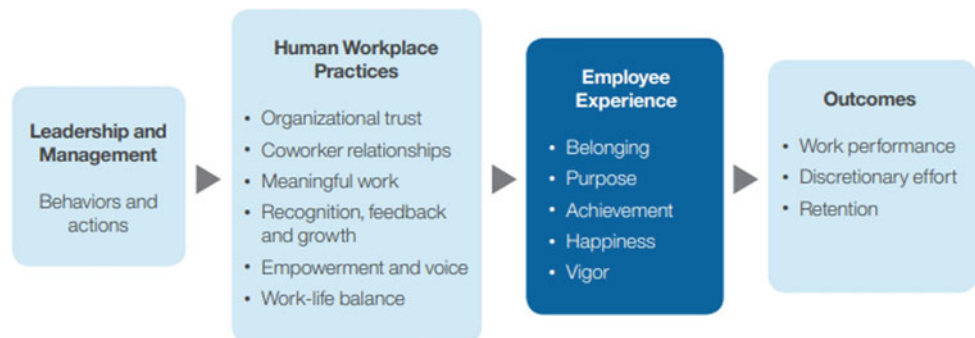 Leadership and
Management
Behaviors and
actions
Human Workplace
Practices
• Organizational trust
• Coworker relationships
• Meaningful work
• Recognition, feedback
and growth
• Empowerment and voice
• Work-life balance
Employee
Experience
• Belonging
• Purpose
• Achievement
• Happiness
• Vigor
Outcomes
• Work performance
• Discretionary effort
• Retention